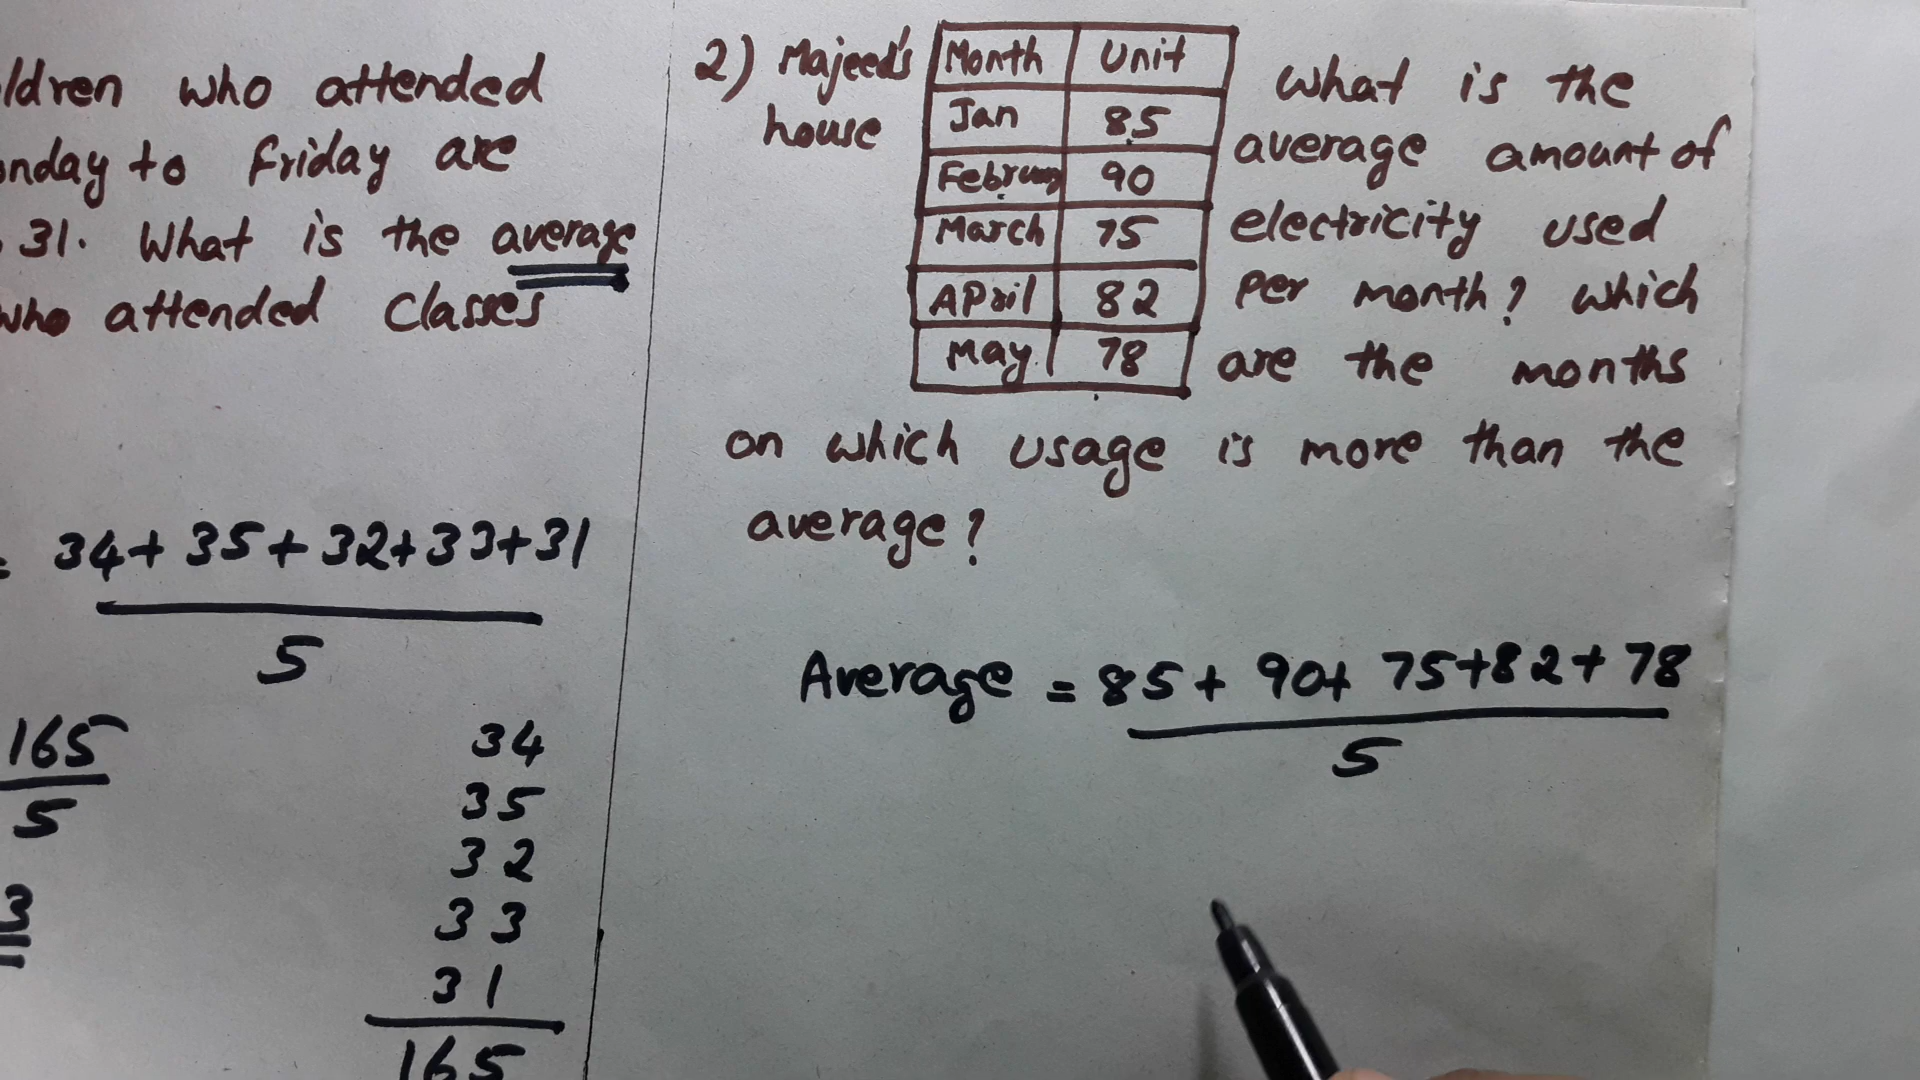 ldren who attended
onday to Friday are
31. What is the average
who attended classes
= 34+ 35+ 32+33+31
5
165
5
34
35
32
33
31
165
3
2) Majeed's house
Month Unit
Jan 85
February 90
March 75
April 82
May 78
What is the
average amount of
electricity used
Per month? Which
are the months
on which usage is more than the
average?
Average = 85+ 90+ 75+82+78
5